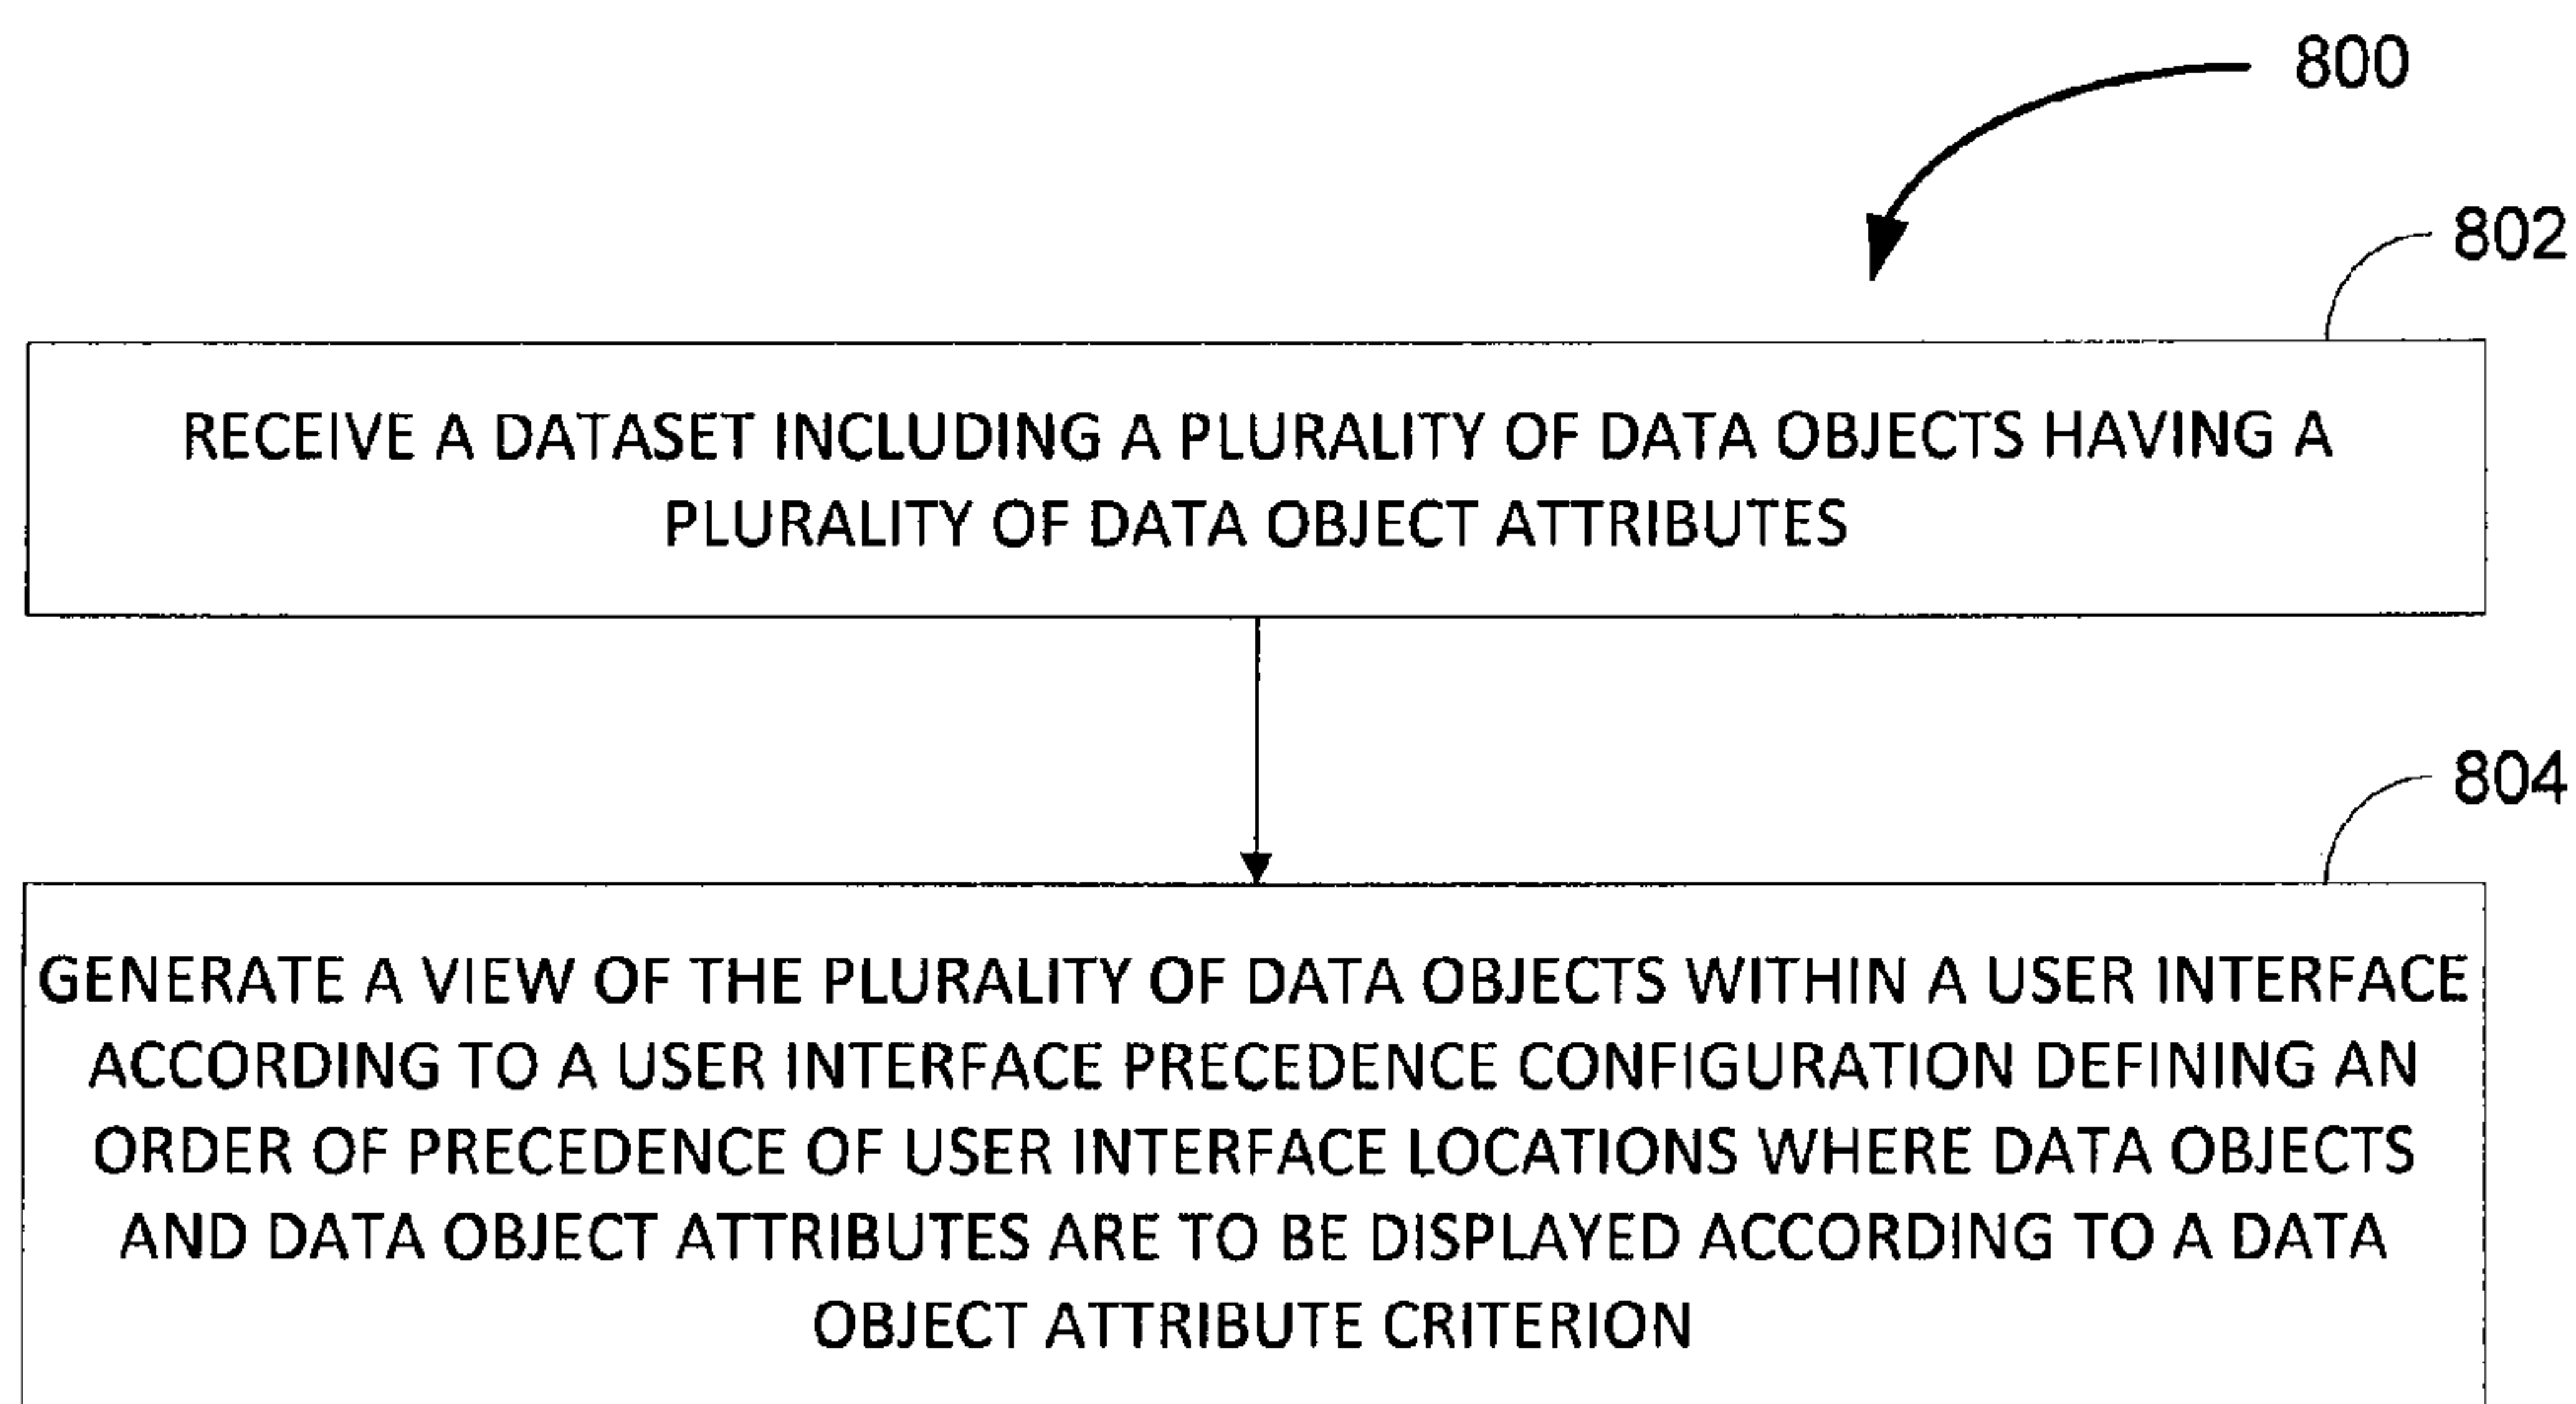 800
802
RECEIVE A DATASET INCLUDING A PLURALITY OF DATA OBJECTS HAVING A
PLURALITY OF DATA OBJECT ATTRIBUTES
804
GENERATE A VIEW OF THE PLURALITY OF DATA OBJECTS WITHIN A USER INTERFACE
ACCORDING TO A USER INTERFACE PRECEDENCE CONFIGURATION DEFINING AN
ORDER OF PRECEDENCE OF USER INTERFACE LOCATIONS WHERE DATA OBJECTS
AND DATA OBJECT ATTRIBUTES ARE TO BE DISPLAYED ACCORDING TO A DATA
OBJECT ATTRIBUTE CRITERION